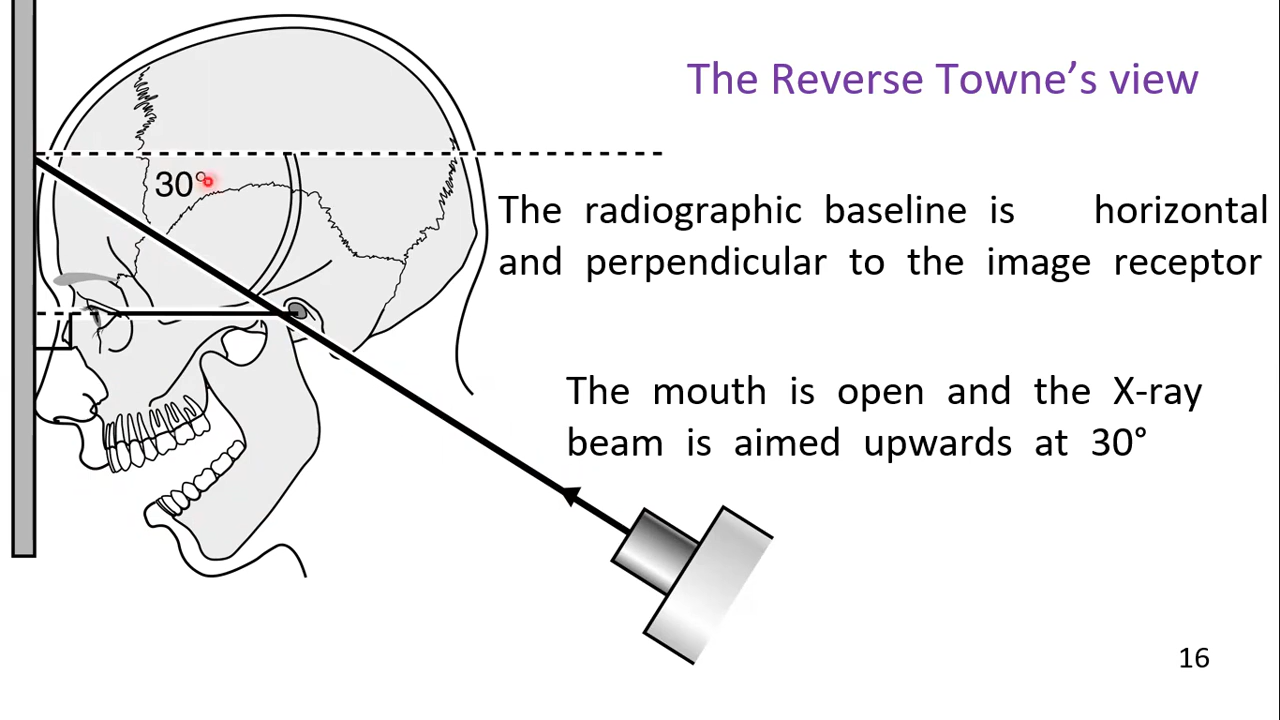 The Reverse Towne’s view
30°
The radiographic baseline is horizontal
and perpendicular to the image receptor
The mouth is open and the X-ray
beam is aimed upwards at 30°
16